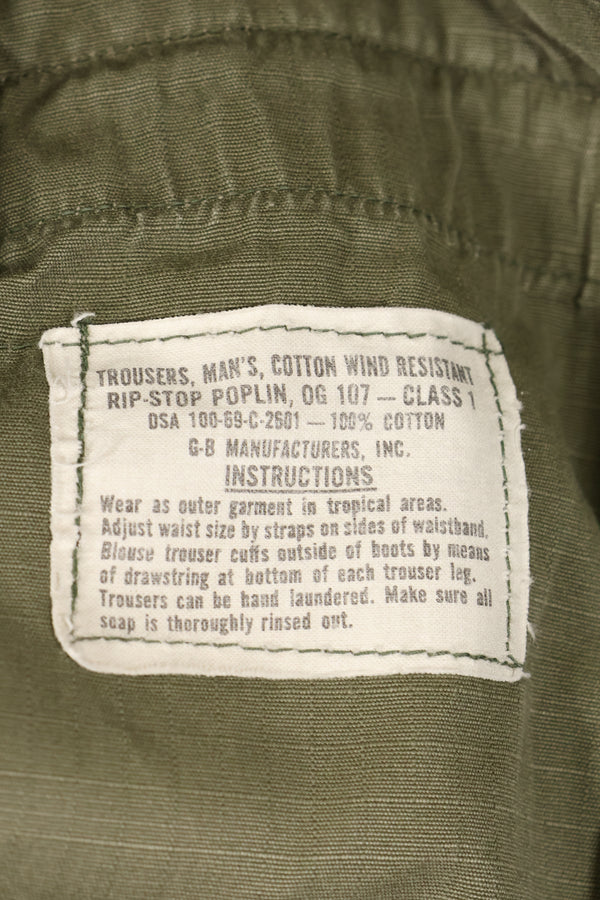 TROUSERS, MAN'S, COTTON WIND RESISTANT
RIP-STOP POPLIN, OG 107 — CLASS 1
DSA 100-69-C-2601 — 100% COTTON
G-B MANUFACTURERS, INC.
INSTRUCTIONS
Wear as outer garment in tropical areas.
Adjust waist size by straps on sides of waistband.
Blouse trouser cuffs outside of boots by means
of drawstring at bottom of each trouser leg.
Trousers can be hand laundered. Make sure all
soap is thoroughly rinsed out.